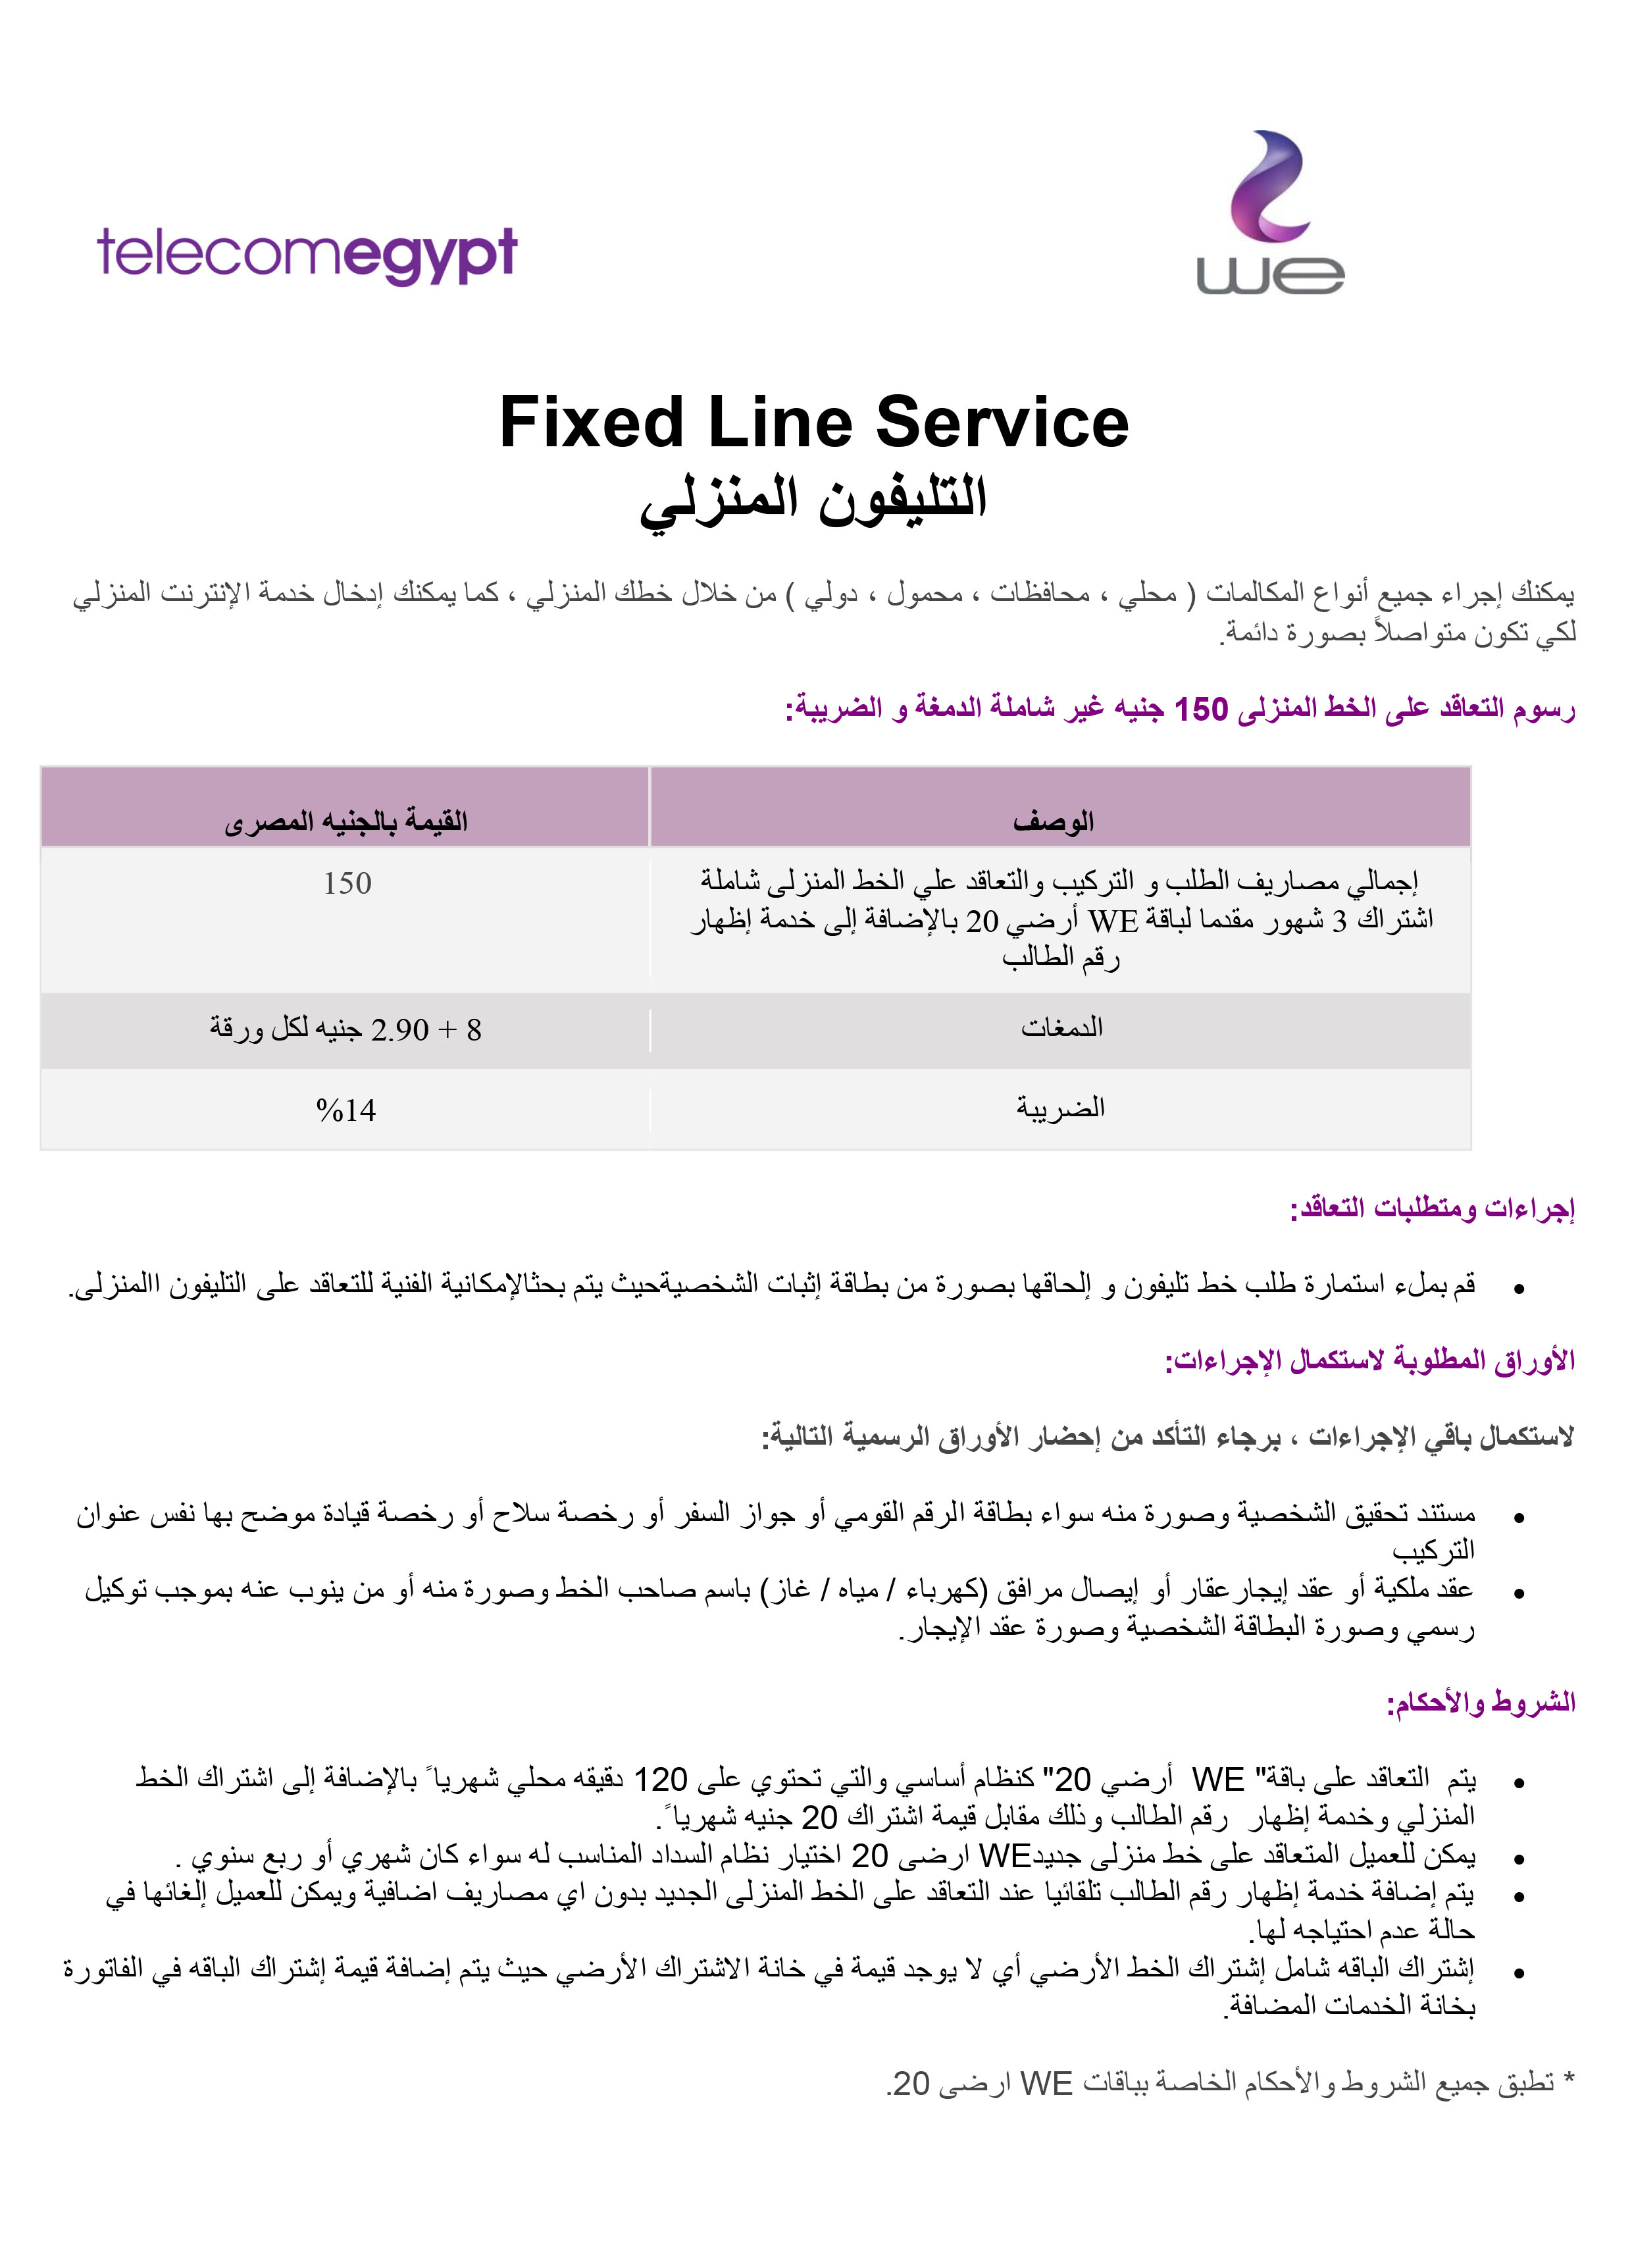 telecomegypt
we
Fixed Line Service
التليفون المنزلي
يمكنك إجراء جميع أنواع المكالمات ( محلي ، محافظات ، محمول ، دولي ) من خلال خطك المنزلي ، كما يمكنك إدخال خدمة الإنترنت المنزلي
لكي تكون متواصلاً بصورة دائمة.
رسوم التعاقد على الخط المنزلى 150 جنيه غير شاملة الدمغة و الضريبة:
الوصف القيمة بالجنيه المصرى
إجمالي مصاريف الطلب و التركيب والتعاقد علي الخط المنزلى شاملة 150
اشتراك 3 شهور مقدما لباقة WE أرضي 20 بالإضافة إلى خدمة إظهار
رقم الطالب
الدمغات 8 + 2.90 جنيه لكل ورقة
الضريبة 14%
إجراءات ومتطلبات التعاقد:
• قم بملء استمارة طلب خط تليفون و إلحاقها بصورة من بطاقة إثبات الشخصيةحيث يتم بحثالإمكانية الفنية للتعاقد على التليفون االمنزلى.
الأوراق المطلوبة لاستكمال الإجراءات:
لاستكمال باقي الإجراءات ، برجاء التأكد من إحضار الأوراق الرسمية التالية:
• مستند تحقيق الشخصية وصورة منه سواء بطاقة الرقم القومي أو جواز السفر أو رخصة سلاح أو رخصة قيادة موضح بها نفس عنوان
التركيب
• عقد ملكية أو عقد إيجارعقار أو إيصال مرافق (كهرباء / مياه / غاز) باسم صاحب الخط وصورة منه أو من ينوب عنه بموجب توكيل
رسمي وصورة البطاقة الشخصية وصورة عقد الإيجار.
الشروط والأحكام:
• يتم التعاقد على باقة" WE أرضي 20" كنظام أساسي والتي تحتوي على 120 دقيقه محلي شهريا ً بالإضافة إلى اشتراك الخط
المنزلي وخدمة إظهار رقم الطالب وذلك مقابل قيمة اشتراك 20 جنيه شهريا ً.
• يمكن للعميل المتعاقد على خط منزلى جديدWE ارضى 20 اختيار نظام السداد المناسب له سواء كان شهري أو ربع سنوي .
• يتم إضافة خدمة إظهار رقم الطالب تلقائيا عند التعاقد على الخط المنزلى الجديد بدون اي مصاريف اضافية ويمكن للعميل إلغائها في
حالة عدم احتياجه لها.
• إشتراك الباقه شامل إشتراك الخط الأرضي أي لا يوجد قيمة في خانة الاشتراك الأرضي حيث يتم إضافة قيمة إشتراك الباقه في الفاتورة
بخانة الخدمات المضافة.
* تطبق جميع الشروط والأحكام الخاصة بباقات WE ارضى 20.